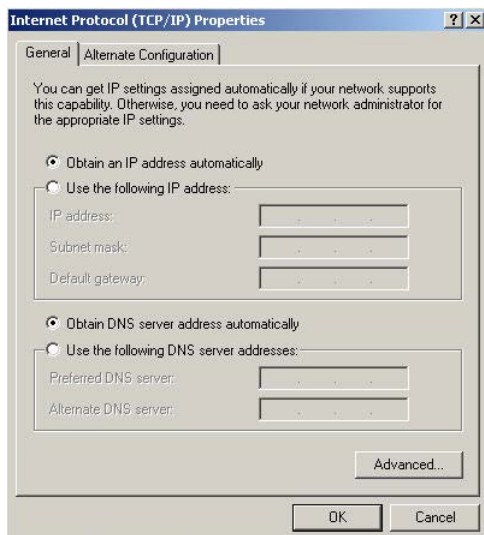 Internet Protocol (TCP/IP) Properties
General
Alternate Configuration
You can get IP settings assigned automatically if your network supports
this capability. Otherwise, you need to ask your network administrator for
the appropriate IP settings.
Obtain an IP address automatically
Use the following IP address:
IP address:
Subnet mask:
Default gateway:
Obtain DNS server address automatically
Use the following DNS server addresses:
Preferred DNS server:
Alternate DNS server:
Advanced...
OK
Cancel